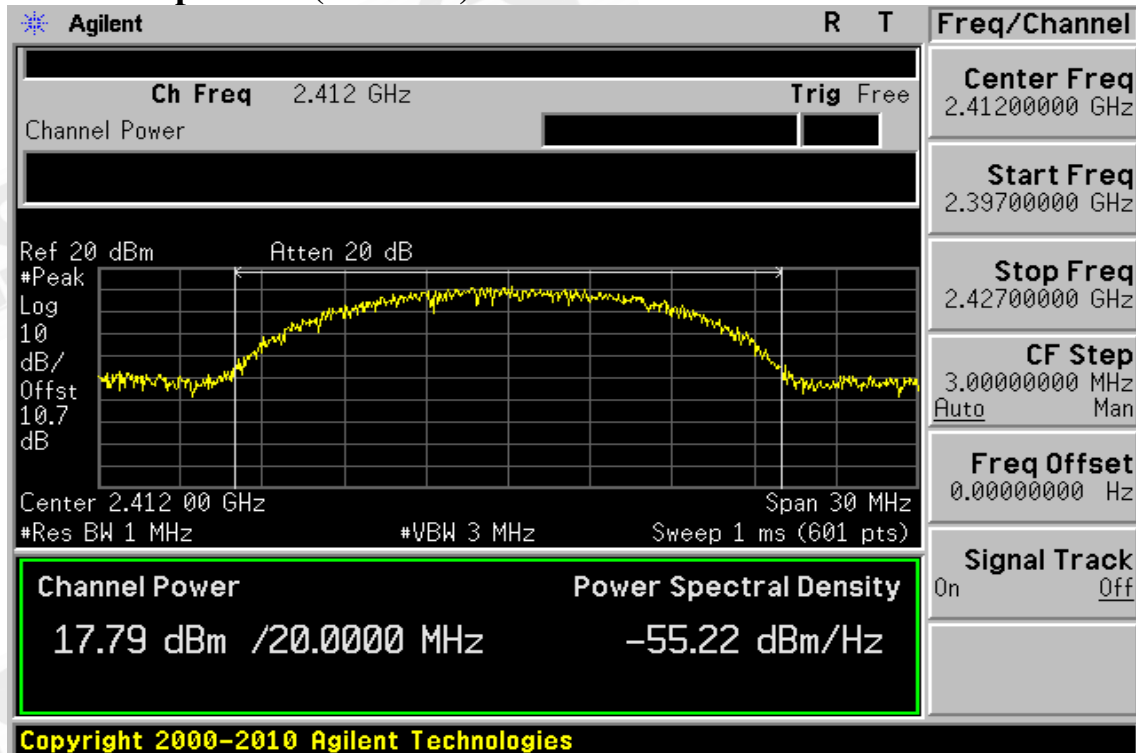 Agilent R T
Ch Freq 2.412 GHz Trig Free
Channel Power
Ref 20 dBm Atten 20 dB
#Peak
Log
10
dB/
Offst
10.7
dB
Center 2.412 00 GHz Span 30 MHz
#Res BW 1 MHz #VBW 3 MHz Sweep 1 ms (601 pts)
Channel Power Power Spectral Density
17.79 dBm /20.0000 MHz -55.22 dBm/Hz
Copyright 2000-2010 Agilent Technologies
Freq/Channel
Center Freq
2.41200000 GHz
Start Freq
2.39700000 GHz
Stop Freq
2.42700000 GHz
CF Step
3.00000000 MHz
Auto Man
Freq Offset
0.00000000 Hz
Signal Track
On Off